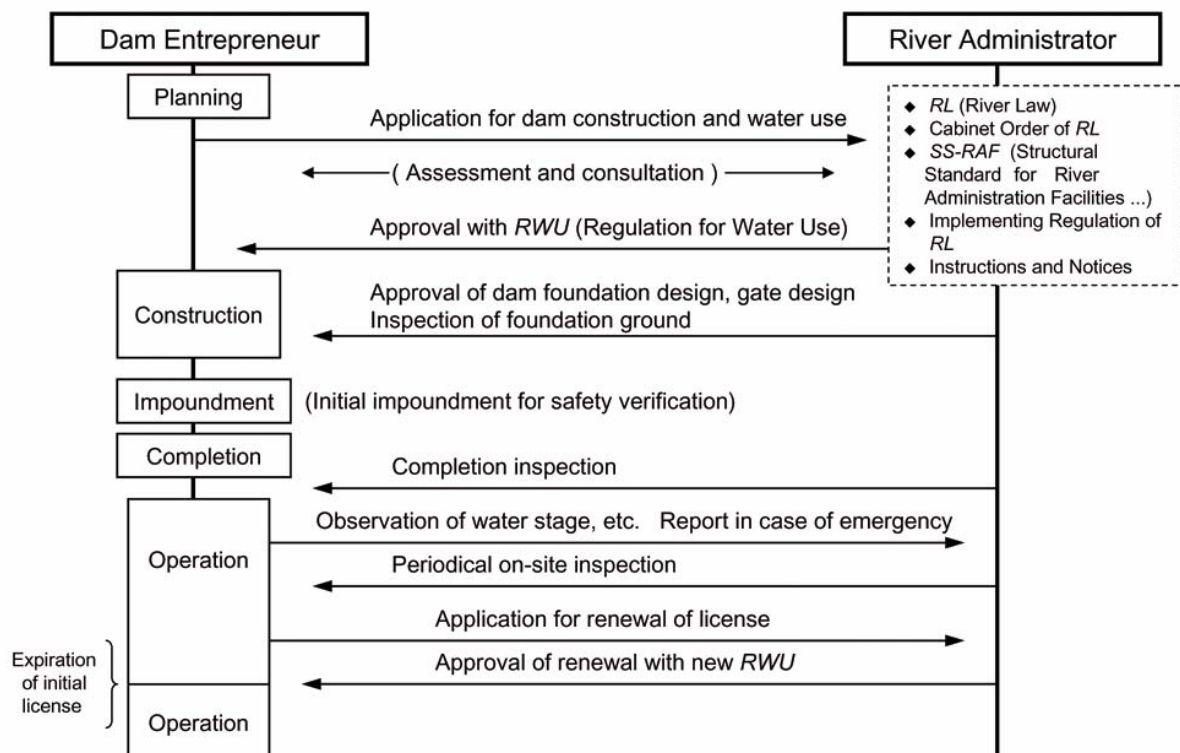 Dam Entrepreneur
River Administrator
Planning
◆ RL (River Law)
◆ Cabinet Order of RL
◆ SS-RAF (Structural
Standard for River
Administration Facilities ...)
◆ Implementing Regulation of
RL
◆ Instructions and Notices
Application for dam construction and water use
( Assessment and consultation )
Approval with RWU (Regulation for Water Use)
Construction
Approval of dam foundation design, gate design
Inspection of foundation ground
Impoundment
(Initial impoundment for safety verification)
Completion
Completion inspection
Operation
Observation of water stage, etc. Report in case of emergency
Periodical on-site inspection
Application for renewal of license
Approval of renewal with new RWU
Expiration
of initial
license
Operation